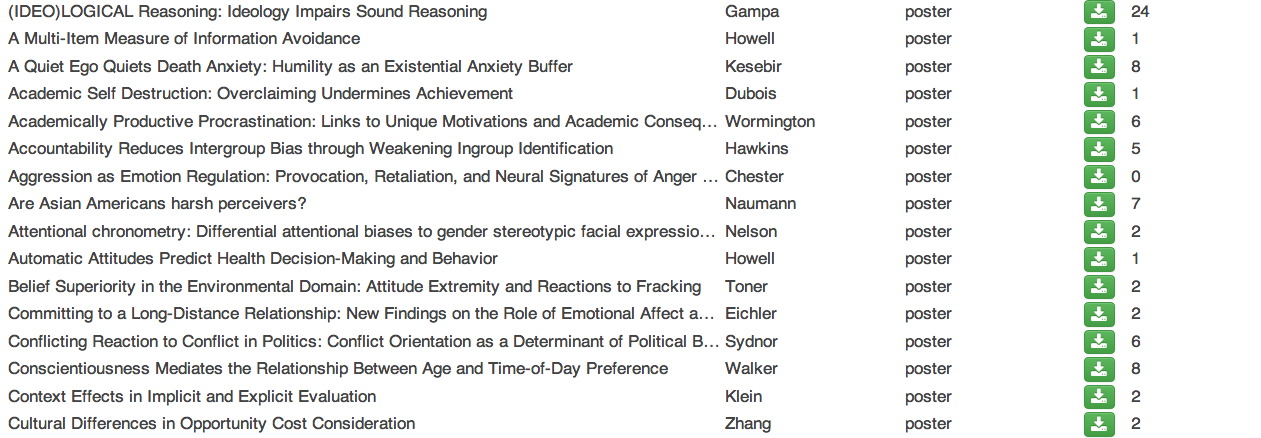 (IDEO)LOGICAL Reasoning: Ideology Impairs Sound Reasoning Gampa poster 24
A Multi-Item Measure of Information Avoidance Howell poster 1
A Quiet Ego Quiets Death Anxiety: Humility as an Existential Anxiety Buffer Kesebir poster 8
Academic Self Destruction: Overclaiming Undermines Achievement Dubois poster 1
Academically Productive Procrastination: Links to Unique Motivations and Academic Conseq… Wormington poster 6
Accountability Reduces Intergroup Bias through Weakening Ingroup Identification Hawkins poster 5
Aggression as Emotion Regulation: Provocation, Retaliation, and Neural Signatures of Anger … Chester poster 0
Are Asian Americans harsh perceivers? Naumann poster 7
Attentional chronometry: Differential attentional biases to gender stereotypic facial expressio… Nelson poster 2
Automatic Attitudes Predict Health Decision-Making and Behavior Howell poster 1
Belief Superiority in the Environmental Domain: Attitude Extremity and Reactions to Fracking Toner poster 2
Committing to a Long-Distance Relationship: New Findings on the Role of Emotional Affect a… Eichler poster 2
Conflicting Reaction to Conflict in Politics: Conflict Orientation as a Determinant of Political B… Sydnor poster 6
Conscientiousness Mediates the Relationship Between Age and Time-of-Day Preference Walker poster 8
Context Effects in Implicit and Explicit Evaluation Klein poster 2
Cultural Differences in Opportunity Cost Consideration Zhang poster 2